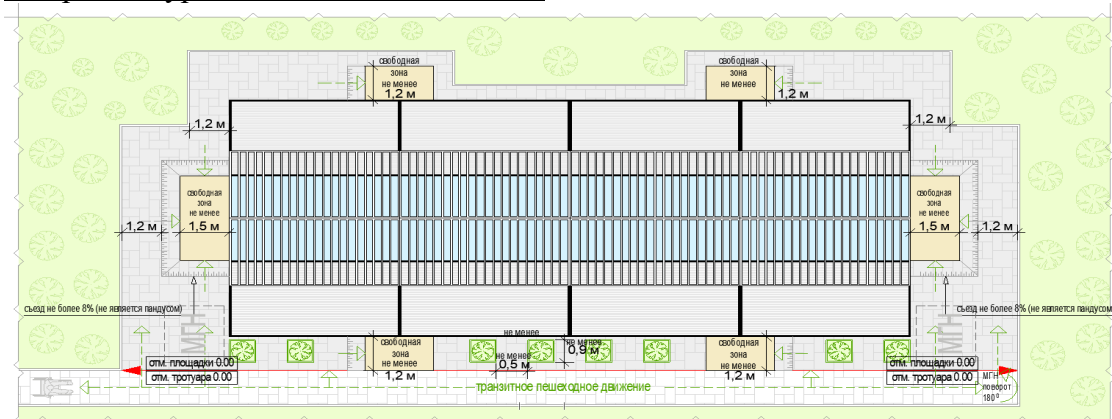 свободная
зона
не менее
1,2 м
свободная
зона
не менее
1,2 м
1,2 м
1,2 м
свободная
зона
не менее
1,5 м
1,2 м
свободная
зона
не менее
1,5 м
1,2 м
съезд не более 8% (не является пандусом)
съезд не более 8% (не является пандусом
МГН
МГН
не менее
не менее
0,9 м
свободная
зона
не менее
1,2 м
не менее
0,5 м
свободная
зона
не менее
1,2 м
отм. площадки 0.00
отм. тротуара 0.00
отм. площадки 0.00
отм. тротуара 0.00
транзитное пешеходное движение
МГН
поворот
180°